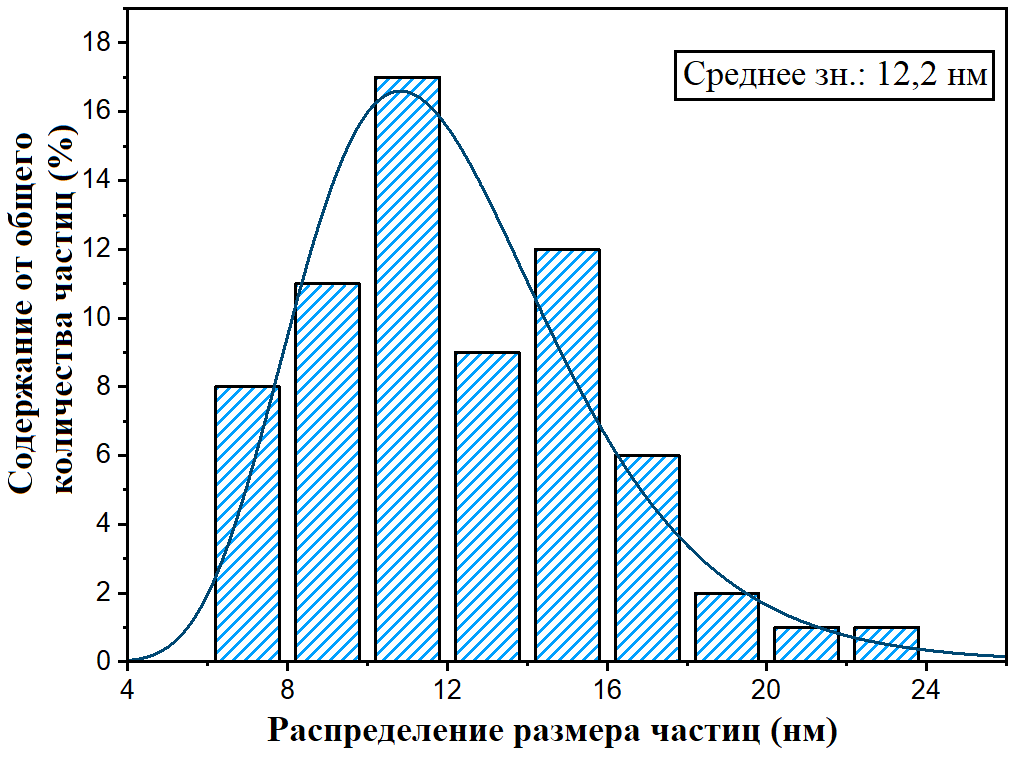 Содержание от общего
количества частиц (%)
18
16
14
12
10
8
6
4
2
0
Среднее зн.: 12,2 нм
4 8 12 16 20 24
Распределение размера частиц (нм)